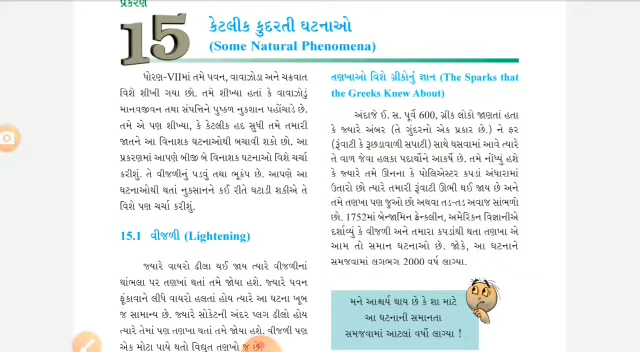 પ્રકરણ
15
કેટલીક કુદરતી ઘટનાઓ
(Some Natural Phenomena)
ધોરણ-VIIમાં તમે પવન, વાવાઝોડા અને ચક્રવાત
વિશે શીખી ગયા છો. તમે શીખ્યા હતાં કે વાવાઝોડું
માનવજીવન તથા સંપત્તિને પુષ્કળ નુકશાન પહોંચાડે છે.
તમે એ પણ શીખ્યા, કે કેટલીક હદ સુધી તમે તમારી
જાતને આ વિનાશક ઘટનાઓથી બચાવી શકો છો. આ
પ્રકરણમાં આપણે બીજી બે વિનાશક ઘટનાઓ વિશે ચર્ચા
કરીશું. તે વીજળીનું પડવું તથા ભૂકંપ છે. આપણે આ
ઘટનાઓથી થતાં નુકસાનને કઈ રીતે ઘટાડી શકીએ તે
વિશે પણ ચર્ચા કરીશું.
15.1 વીજળી (Lightening)
જ્યારે વાયરો ઢીલા થઈ જાય ત્યારે વીજળીનાં
થાંભલા પર તણખાં થતાં તમે જોયા હશે. જ્યારે પવન
ફૂંકાવાને લીધે વાયરો હલતાં હોય ત્યારે આ ઘટના ખૂબ
જ સામાન્ય છે. જ્યારે સોકેટની અંદર પ્લગ ઢીલો હોય
ત્યારે તેમાં પણ તણખા થતાં તમે જોયા હશે. વીજળી પણ
એક મોટા પાયે થતો વિદ્યુત તણખો જ છે.
તણખાઓ વિશે ગ્રીકોનું જ્ઞાન (The Sparks that
the Greeks Knew About)
અંદાજે ઈ. સ. પૂર્વે 600, ગ્રીક લોકો જાણતાં હતા
કે જ્યારે અંબર (તે ગુંદરનો એક પ્રકાર છે.) ને ફર
(રૂંવાટી કે રૂછડાવાળી સપાટી) સાથે ઘસવામાં આવે ત્યારે
તે વાળ જેવા હલકા પદાર્થોને આકર્ષે છે. તમે નોંધ્યું હશે
કે જ્યારે તમે ઊનના કે પોલિએસ્ટર કપડાં અંધારામાં
ઉતારો છો ત્યારે તમારી રૂંવાટી ઊભી થઈ જાય છે અને
તમે તણખા પણ જુઓ છો અથવા તડ-તડ અવાજ સાંભળો
છો. 1752માં બેન્જામિન ફ્રેન્કલીન, અમેરિકન વિજ્ઞાનીએ
દર્શાવ્યું કે વીજળી અને તમારા કપડાંથી થતા તણખા એ
આમ તો સમાન ઘટનાઓ છે. જોકે, આ ઘટનાને
સમજવામાં લગભગ 2000 વર્ષ લાગ્યા.
મને આશ્ચર્ય થાય છે કે શા માટે
આ ઘટનાની સમાનતા
સમજવામાં આટલાં વર્ષો લાગ્યા !